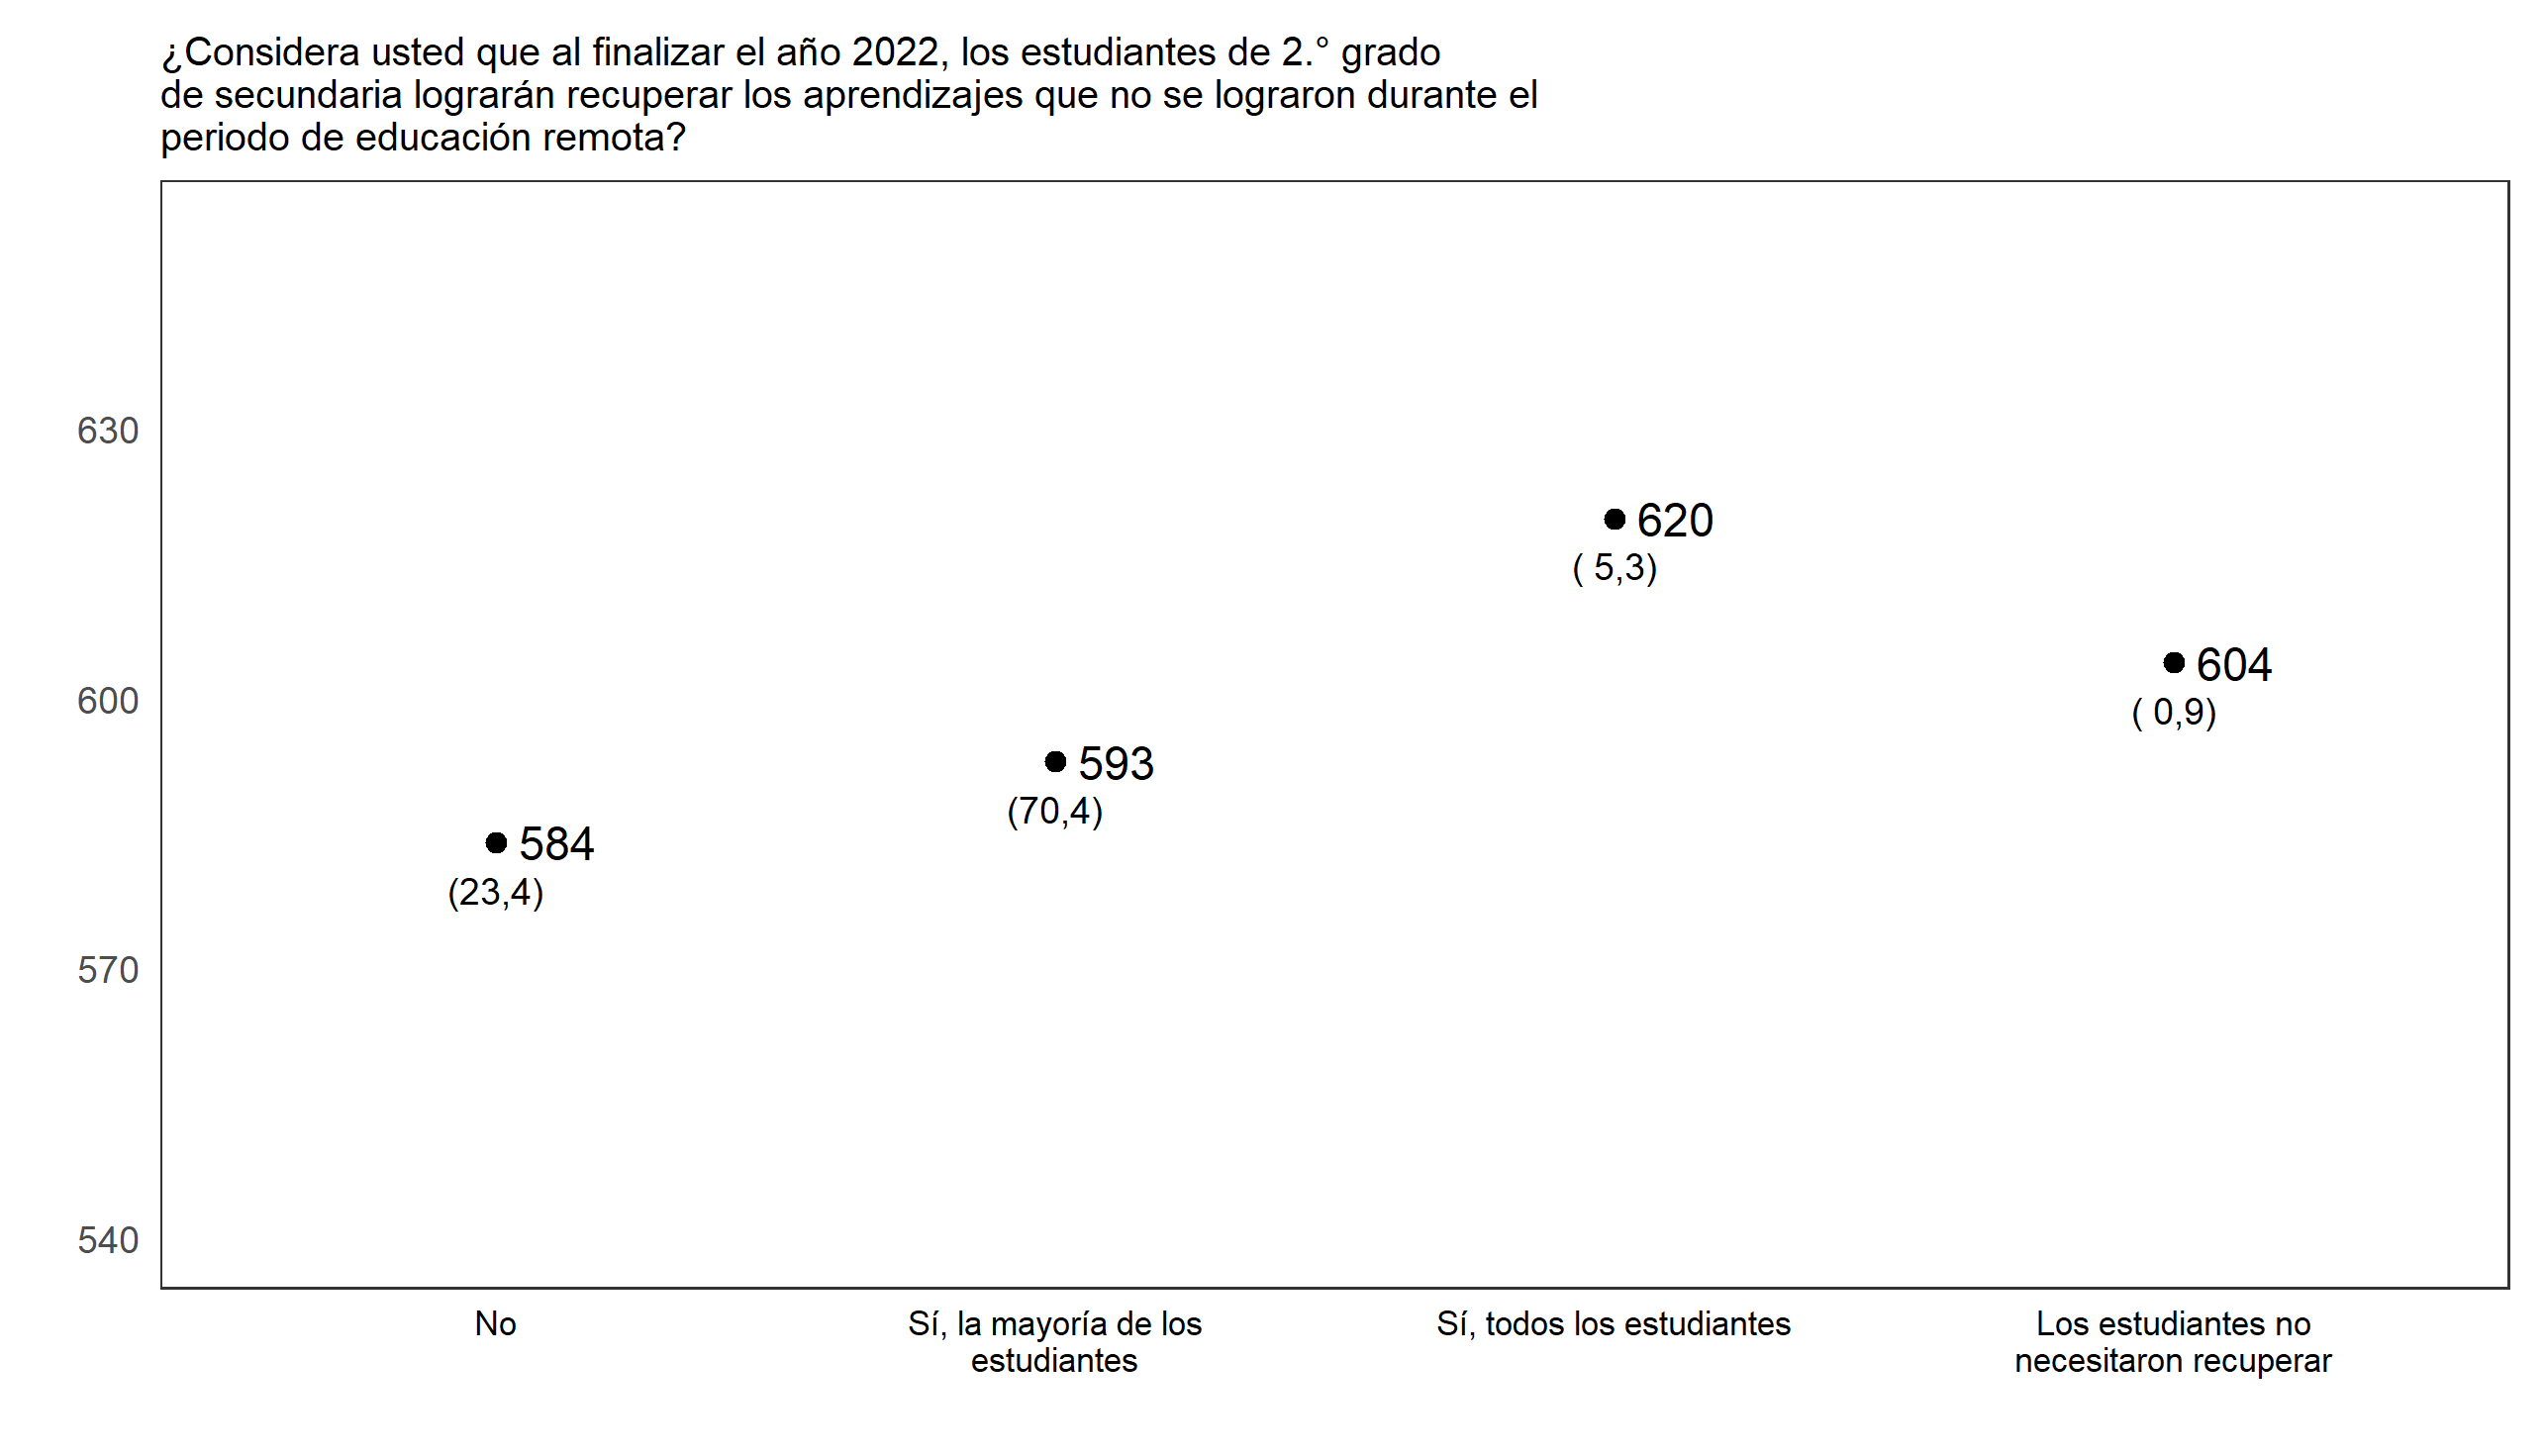 ¿Considera usted que al finalizar el año 2022, los estudiantes de 2.° grado
de secundaria lograrán recuperar los aprendizajes que no se lograron durante el
periodo de educación remota?
630
620
( 5,3)
604
600
( 0,9)
593
(70,4)
584
(23,4)
570
540
No
Sí, la mayoría de los
estudiantes
Sí, todos los estudiantes
Los estudiantes no
necesitaron recuperar